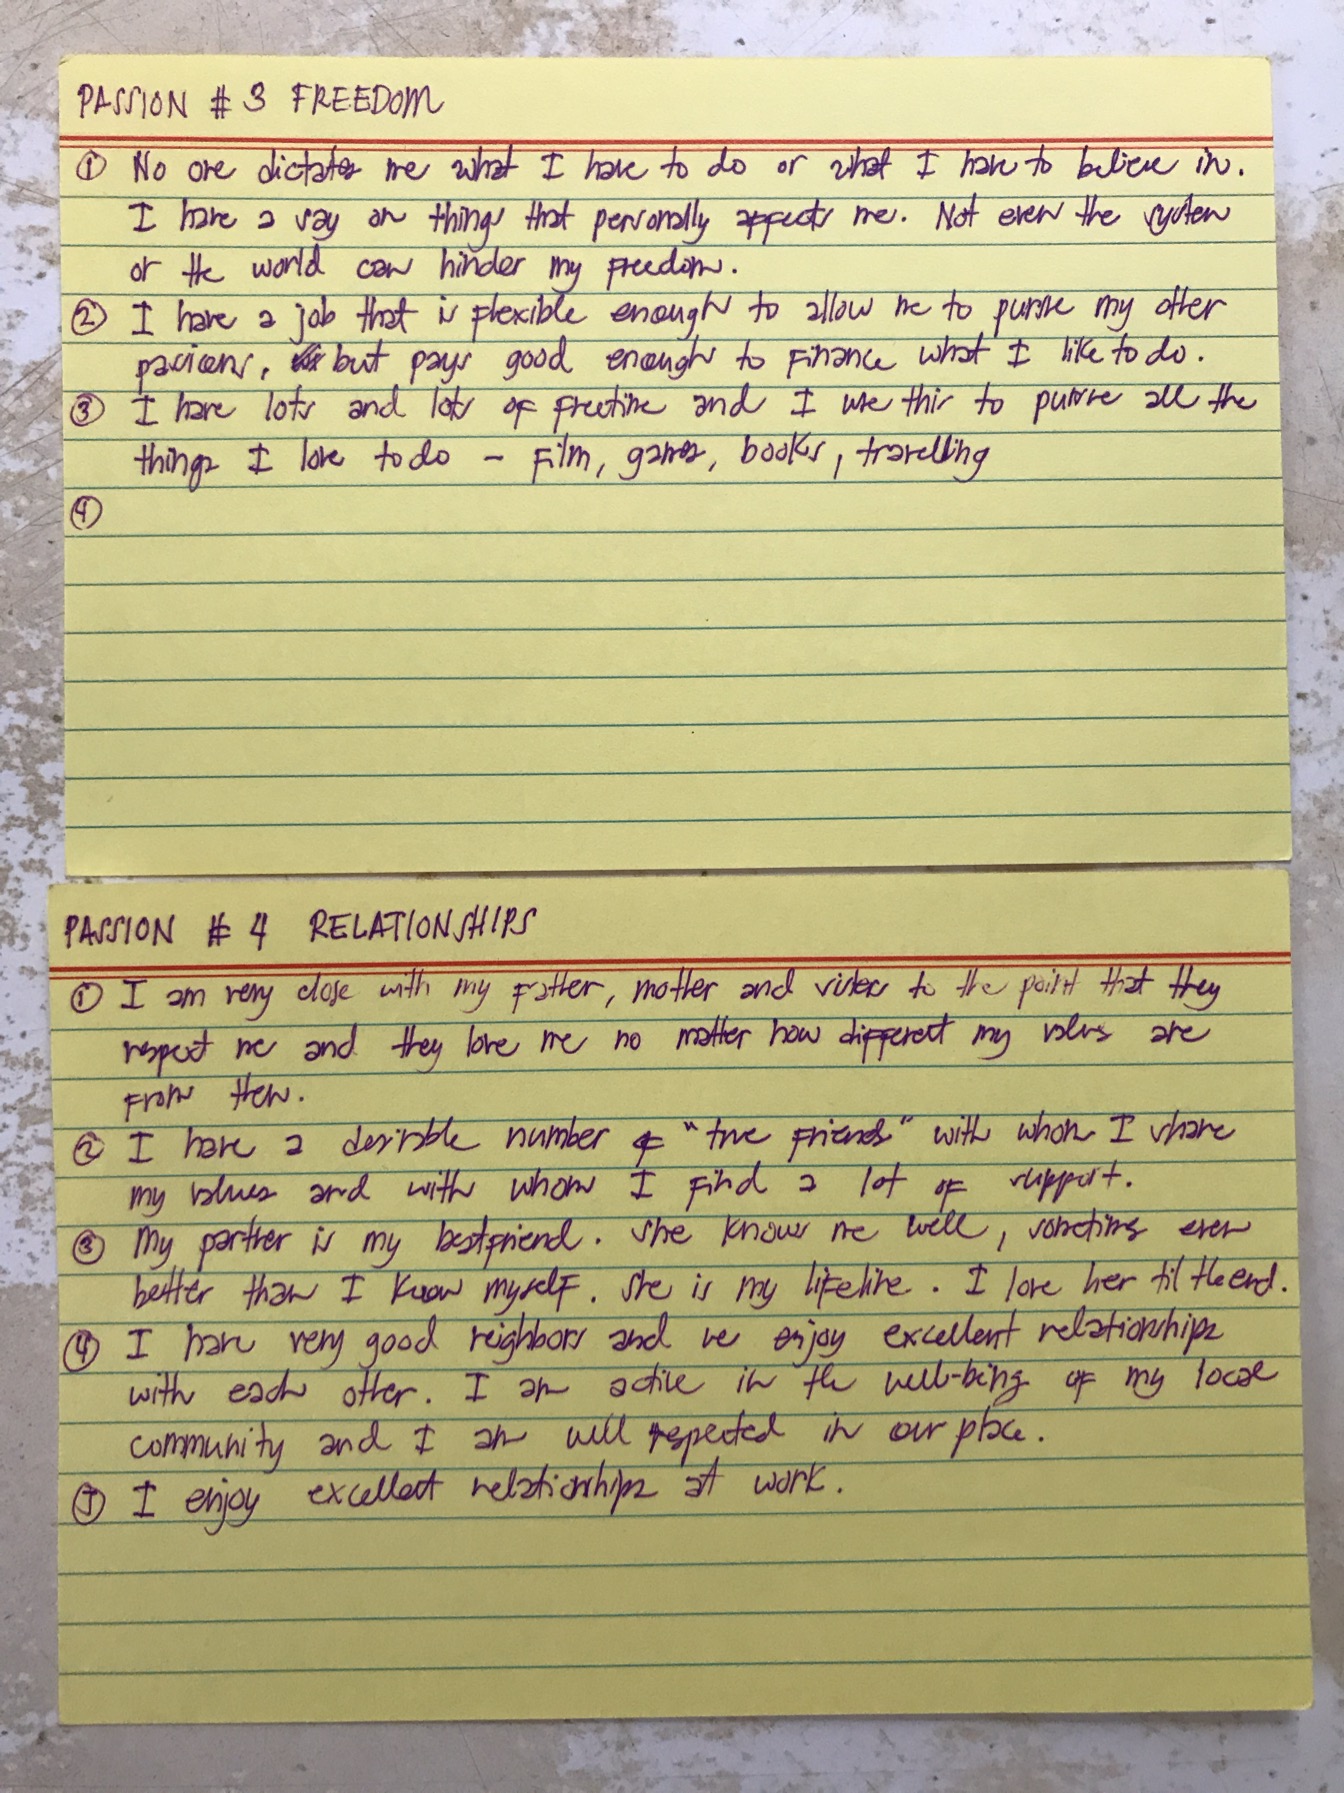 PASSION # 3 FREEDOM
① No one dictates me what I have to do or what I have to believe in.
I have a say on things that personally affects me. Not even the system
or the world can hinder my freedom.
② I have a job that is flexible enough to allow me to pursue my other
passions, but pays good enough to finance what I like to do.
③ I have lots and lots of freetime and I use this to pursue all the
things I love to do - film, games, books, travelling
④
PASSION # 4 RELATIONSHIPS
① I am very close with my father, mother and sisters to the point that they
respect me and they love me no matter how different my values are
from them.
② I have a desirable number of "true friends" with whom I share
my values and with whom I find a lot of support.
③ My partner is my bestfriend. She knows me well, sometimes even
better than I know myself. She is my lifeline. I love her til the end.
④ I have very good neighbors and we enjoy excellent relationships
with each other. I am active in the well-being of my local
community and I am well respected in our place.
⑤ I enjoy excellent relationships at work.